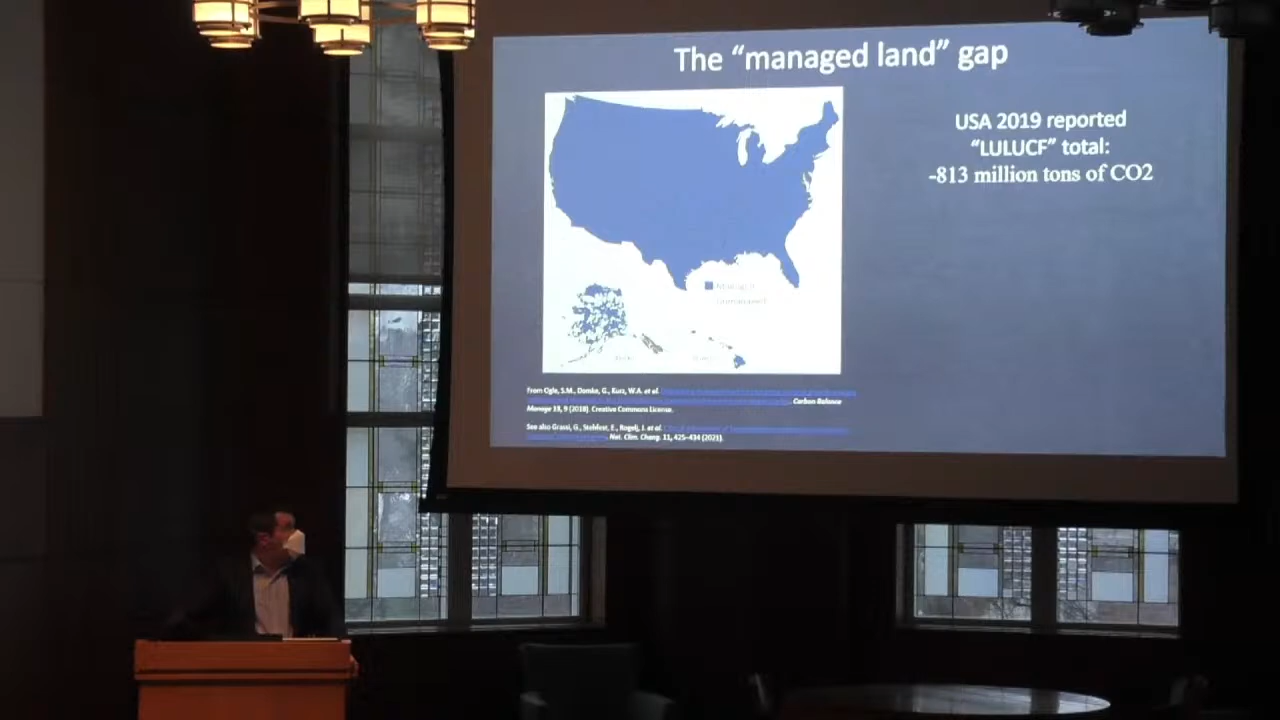 The “managed land” gap
USA 2019 reported
“LULUCF” total:
-813 million tons of CO2
Managed
Unmanaged
From Ogle, S.M., Domke, G., Kurz, W.A. et al.
Carbon Balance
Manage 13, 9 (2018). Creative Commons License.
See also Grassi, G., Stehfest, E., Rogelj, J. et al.
Nat. Clim. Chang. 11, 425–434 (2021).